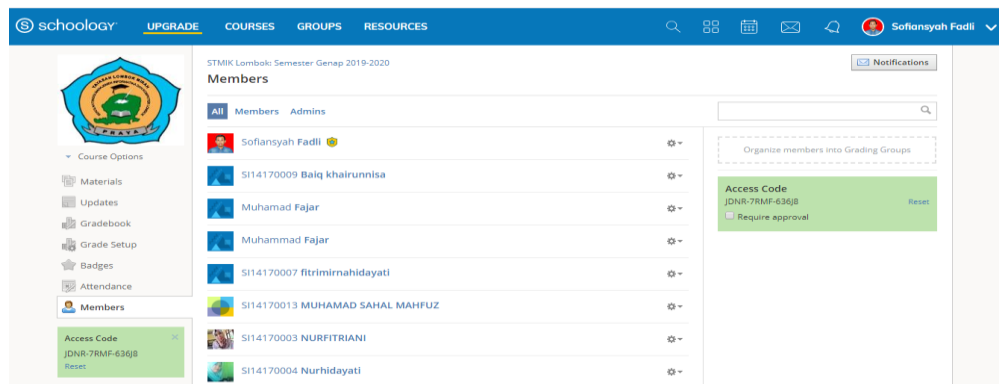 S schoology UPGRADE COURSES GROUPS RESOURCES Sofiansyah Fadli
STMIK Lombok: Semester Genap 2019-2020
Members
Notifications
All Members Admins
Sofiansyah Fadli
SI14170009 Baiq khairunnisa
Muhamad Fajar
Muhammad Fajar
SI14170007 fitrimirnahidayati
SI14170013 MUHAMAD SAHAL MAHFUZ
SI14170003 NURFITRIANI
SI14170004 Nurhidayati
PRAYA
Course Options
Materials
Updates
Gradebook
Grade Setup
Badges
Attendance
Members
Access Code
JDNR-7RMF-636J8
Reset
Organize members into Grading Groups
Access Code
JDNR-7RMF-636J8 Reset
Require approval